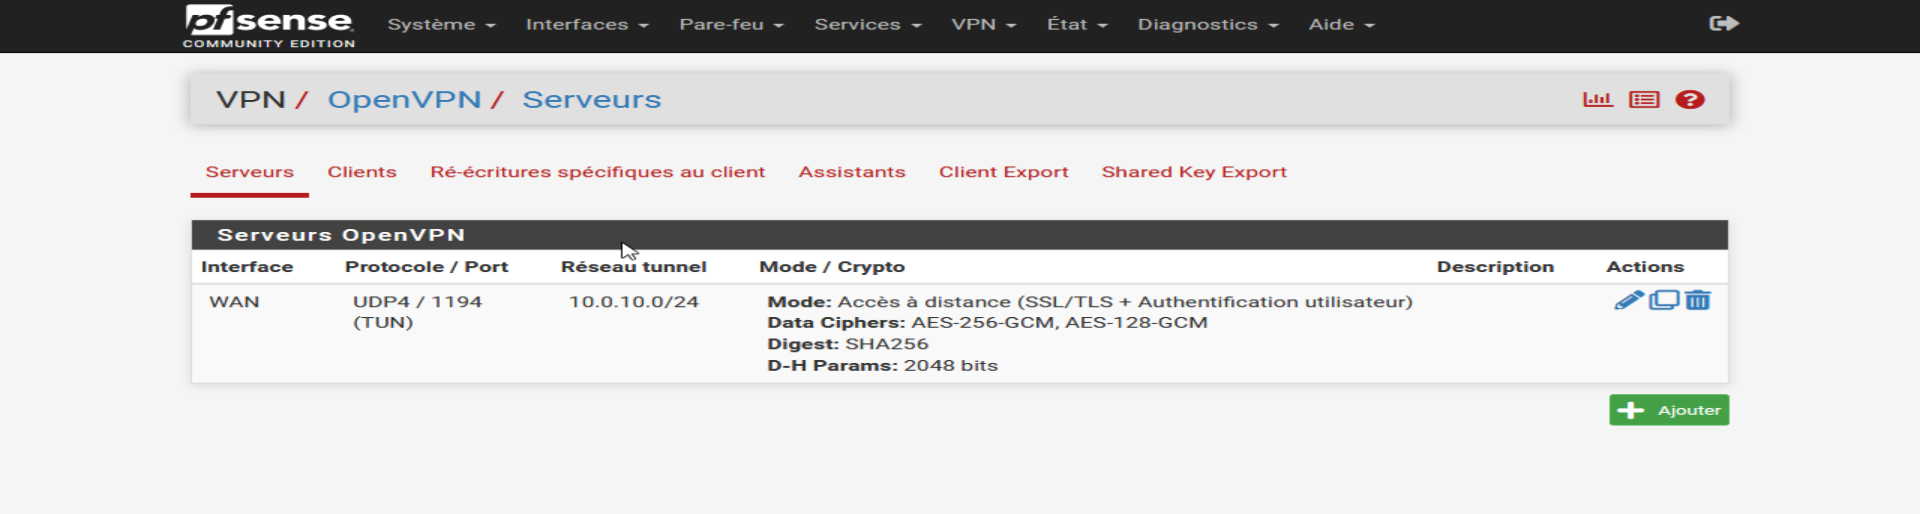 pfsense Système Interfaces Pare-feu Services VPN État Diagnostics Aide
COMMUNITY EDITION
VPN / OpenVPN / Serveurs
Serveurs Clients Ré-écritures spécifiques au client Assistants Client Export Shared Key Export
Serveurs OpenVPN
Interface Protocole / Port Réseau tunnel Mode / Crypto Description Actions
WAN UDP4 / 1194 10.0.10.0/24 Mode: Accès à distance (SSL/TLS + Authentification utilisateur)
(TUN) Data Ciphers: AES-256-GCM, AES-128-GCM
Digest: SHA256
D-H Params: 2048 bits
Ajouter